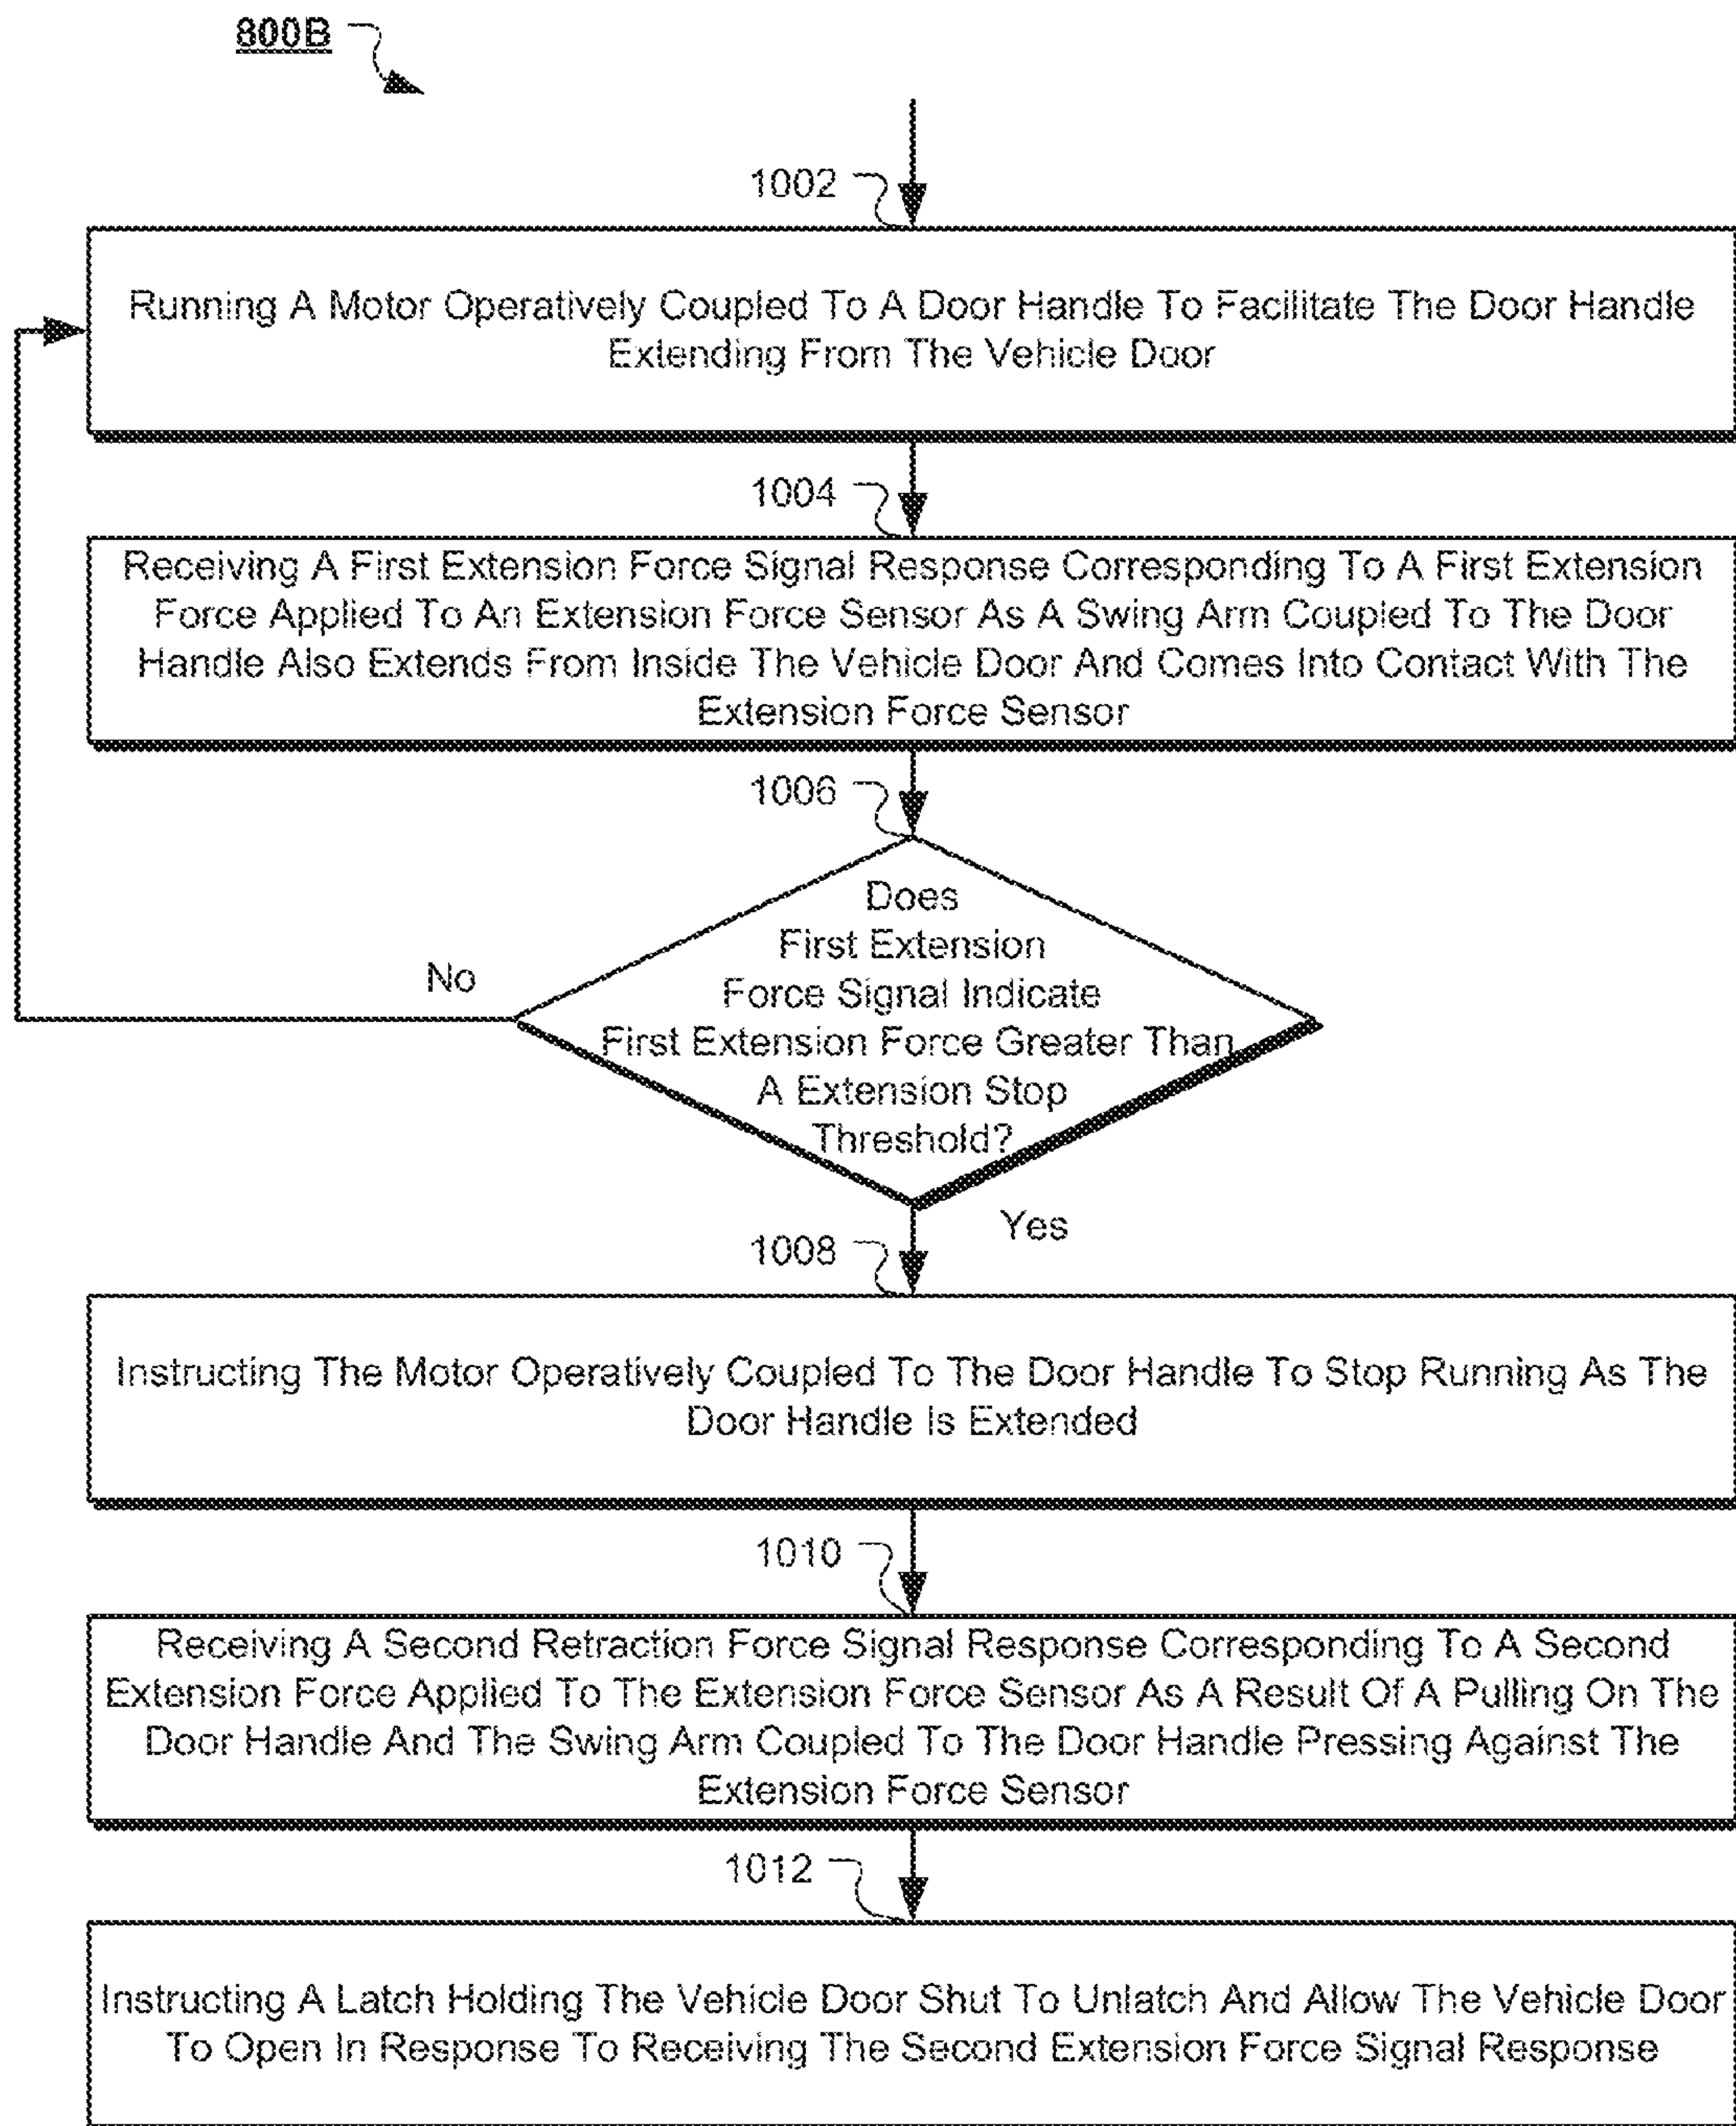 800B
1002
Running A Motor Operatively Coupled To A Door Handle To Facilitate The Door Handle
Extending From The Vehicle Door
1004
Receiving A First Extension Force Signal Response Corresponding To A First Extension
Force Applied To An Extension Force Sensor As A Swing Arm Coupled To The Door
Handle Also Extends From Inside The Vehicle Door And Comes Into Contact With The
Extension Force Sensor
1006
Does
First Extension
Force Signal Indicate
First Extension Force Greater Than
A Extension Stop
Threshold?
No
Yes
1008
Instructing The Motor Operatively Coupled To The Door Handle To Stop Running As The
Door Handle Is Extended
1010
Receiving A Second Retraction Force Signal Response Corresponding To A Second
Extension Force Applied To The Extension Force Sensor As A Result Of A Pulling On The
Door Handle And The Swing Arm Coupled To The Door Handle Pressing Against The
Extension Force Sensor
1012
Instructing A Latch Holding The Vehicle Door Shut To Unlatch And Allow The Vehicle Door
To Open In Response To Receiving The Second Extension Force Signal Response